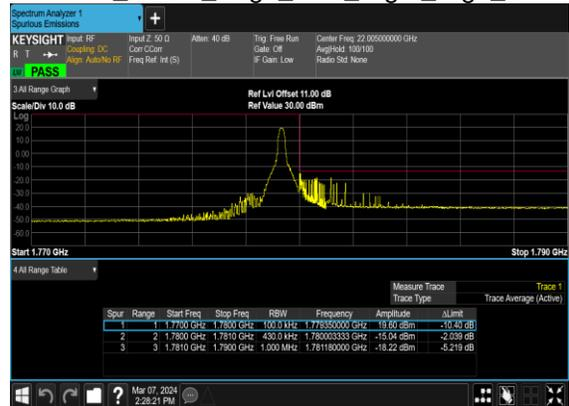 Spectrum Analyzer 1
Spurious Emissions
KEYSIGHT Input: RF Input Z: 50 Ω Atten: 40 dB Trig: Free Run Center Freq: 22.005000000 GHz
R T Coupling: DC Corr CCorr Gate: Off Avg|Hold: 100/100
Align: Auto/No RF Freq Ref: Int (S) IF Gain: Low Radio Std: None
PASS
3 All Range Graph
Ref Lvl Offset 11.00 dB
Scale/Div 10.0 dB Ref Value 30.00 dBm
Log
20.0
10.0
0.00
-10.0
-20.0
-30.0
-40.0
-50.0
-60.0
Start 1.770 GHz Stop 1.790 GHz
4 All Range Table
Measure Trace Trace 1
Trace Type Trace Average (Active)
Spur Range Start Freq Stop Freq RBW Frequency Amplitude ΔLimit
1 1 1.7700 GHz 1.7800 GHz 100.0 kHz 1.779350000 GHz 19.60 dBm -10.40 dB
2 2 1.7800 GHz 1.7810 GHz 430.0 kHz 1.780003333 GHz -15.04 dBm -2.039 dB
3 3 1.7810 GHz 1.7900 GHz 1.000 MHz 1.781180000 GHz -18.22 dBm -5.219 dB
Mar 07, 2024
2:28:21 PM